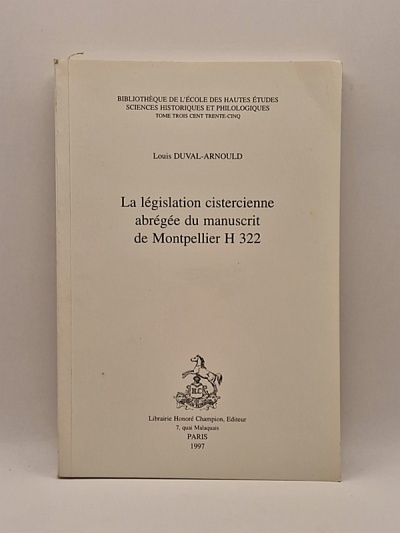 BIBLIOTHÈQUE DE L'ÉCOLE DES HAUTES ÉTUDES
SCIENCES HISTORIQUES ET PHILOLOGIQUES
TOME TROIS CENT TRENTE-CINQ
Louis DUVAL-ARNOULD
La législation cistercienne
abrégée du manuscrit
de Montpellier H 322
Librairie Honoré Champion, Editeur
7, quai Malaquais
PARIS
1997